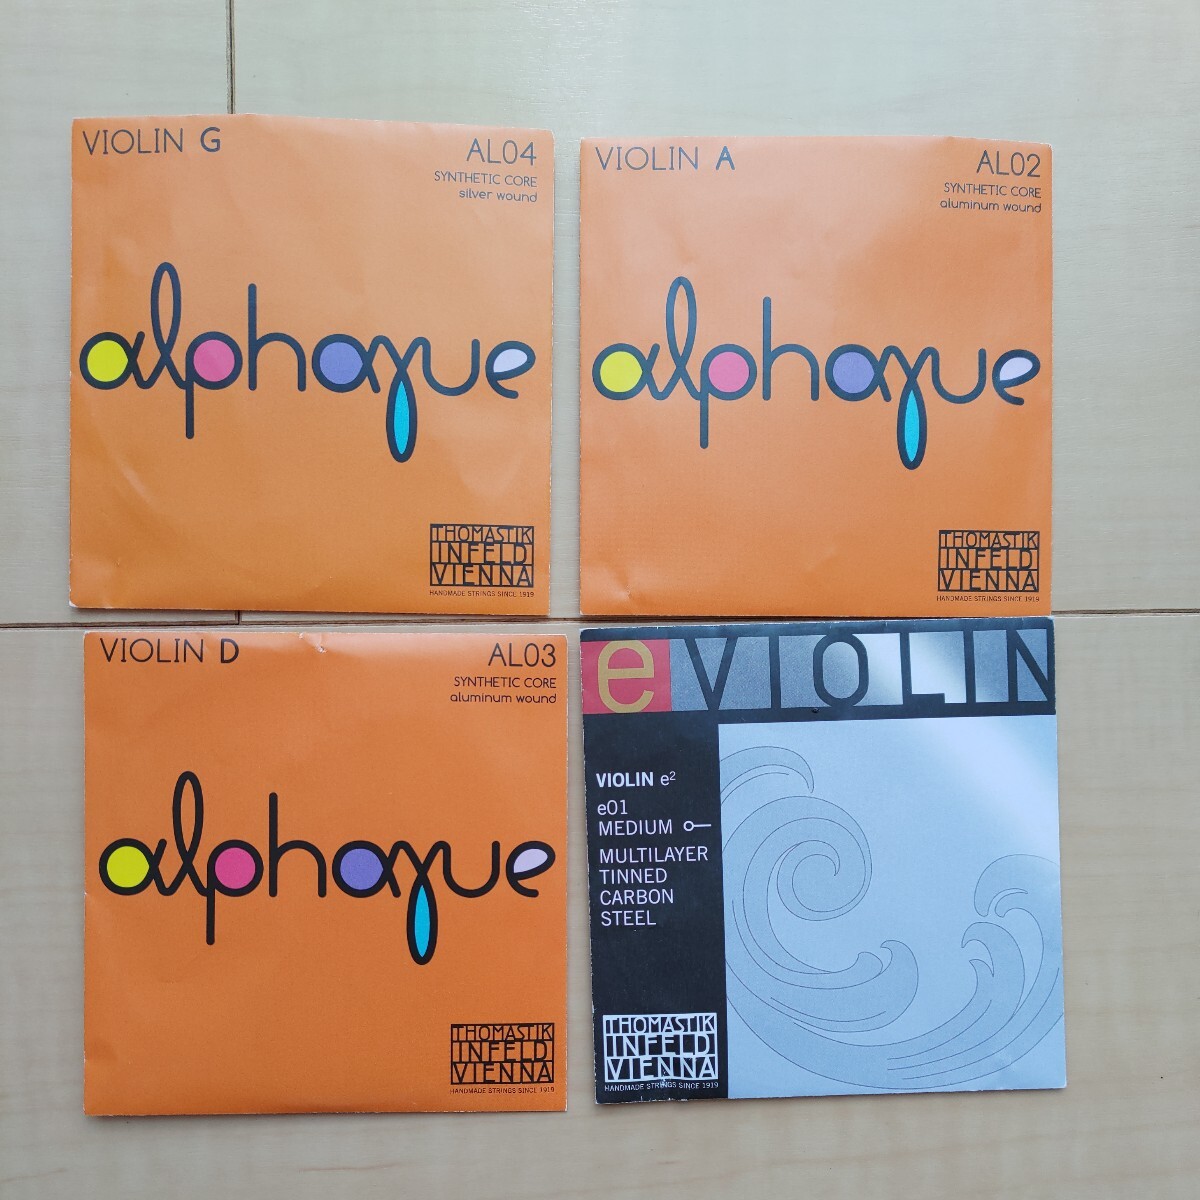 VIOLIN G
AL04
SYNTHETIC CORE
silver wound
alphayue
THOMASTIK
INFELD
VIENNA
HANDMADE STRINGS SINCE 1919
VIOLIN A
AL02
SYNTHETIC CORE
aluminum wound
alphayue
THOMASTIK
INFELD
VIENNA
HANDMADE STRINGS SINCE 1919
VIOLIN D
AL03
SYNTHETIC CORE
aluminum wound
alphayue
THOMASTIK
INFELD
VIENNA
HANDMADE STRINGS SINCE 1919
e VIOLIN
VIOLIN e²
e01
MEDIUM
MULTILAYER
TINNED
CARBON
STEEL
THOMASTIK
INFELD
VIENNA
HANDMADE STRINGS SINCE 1919